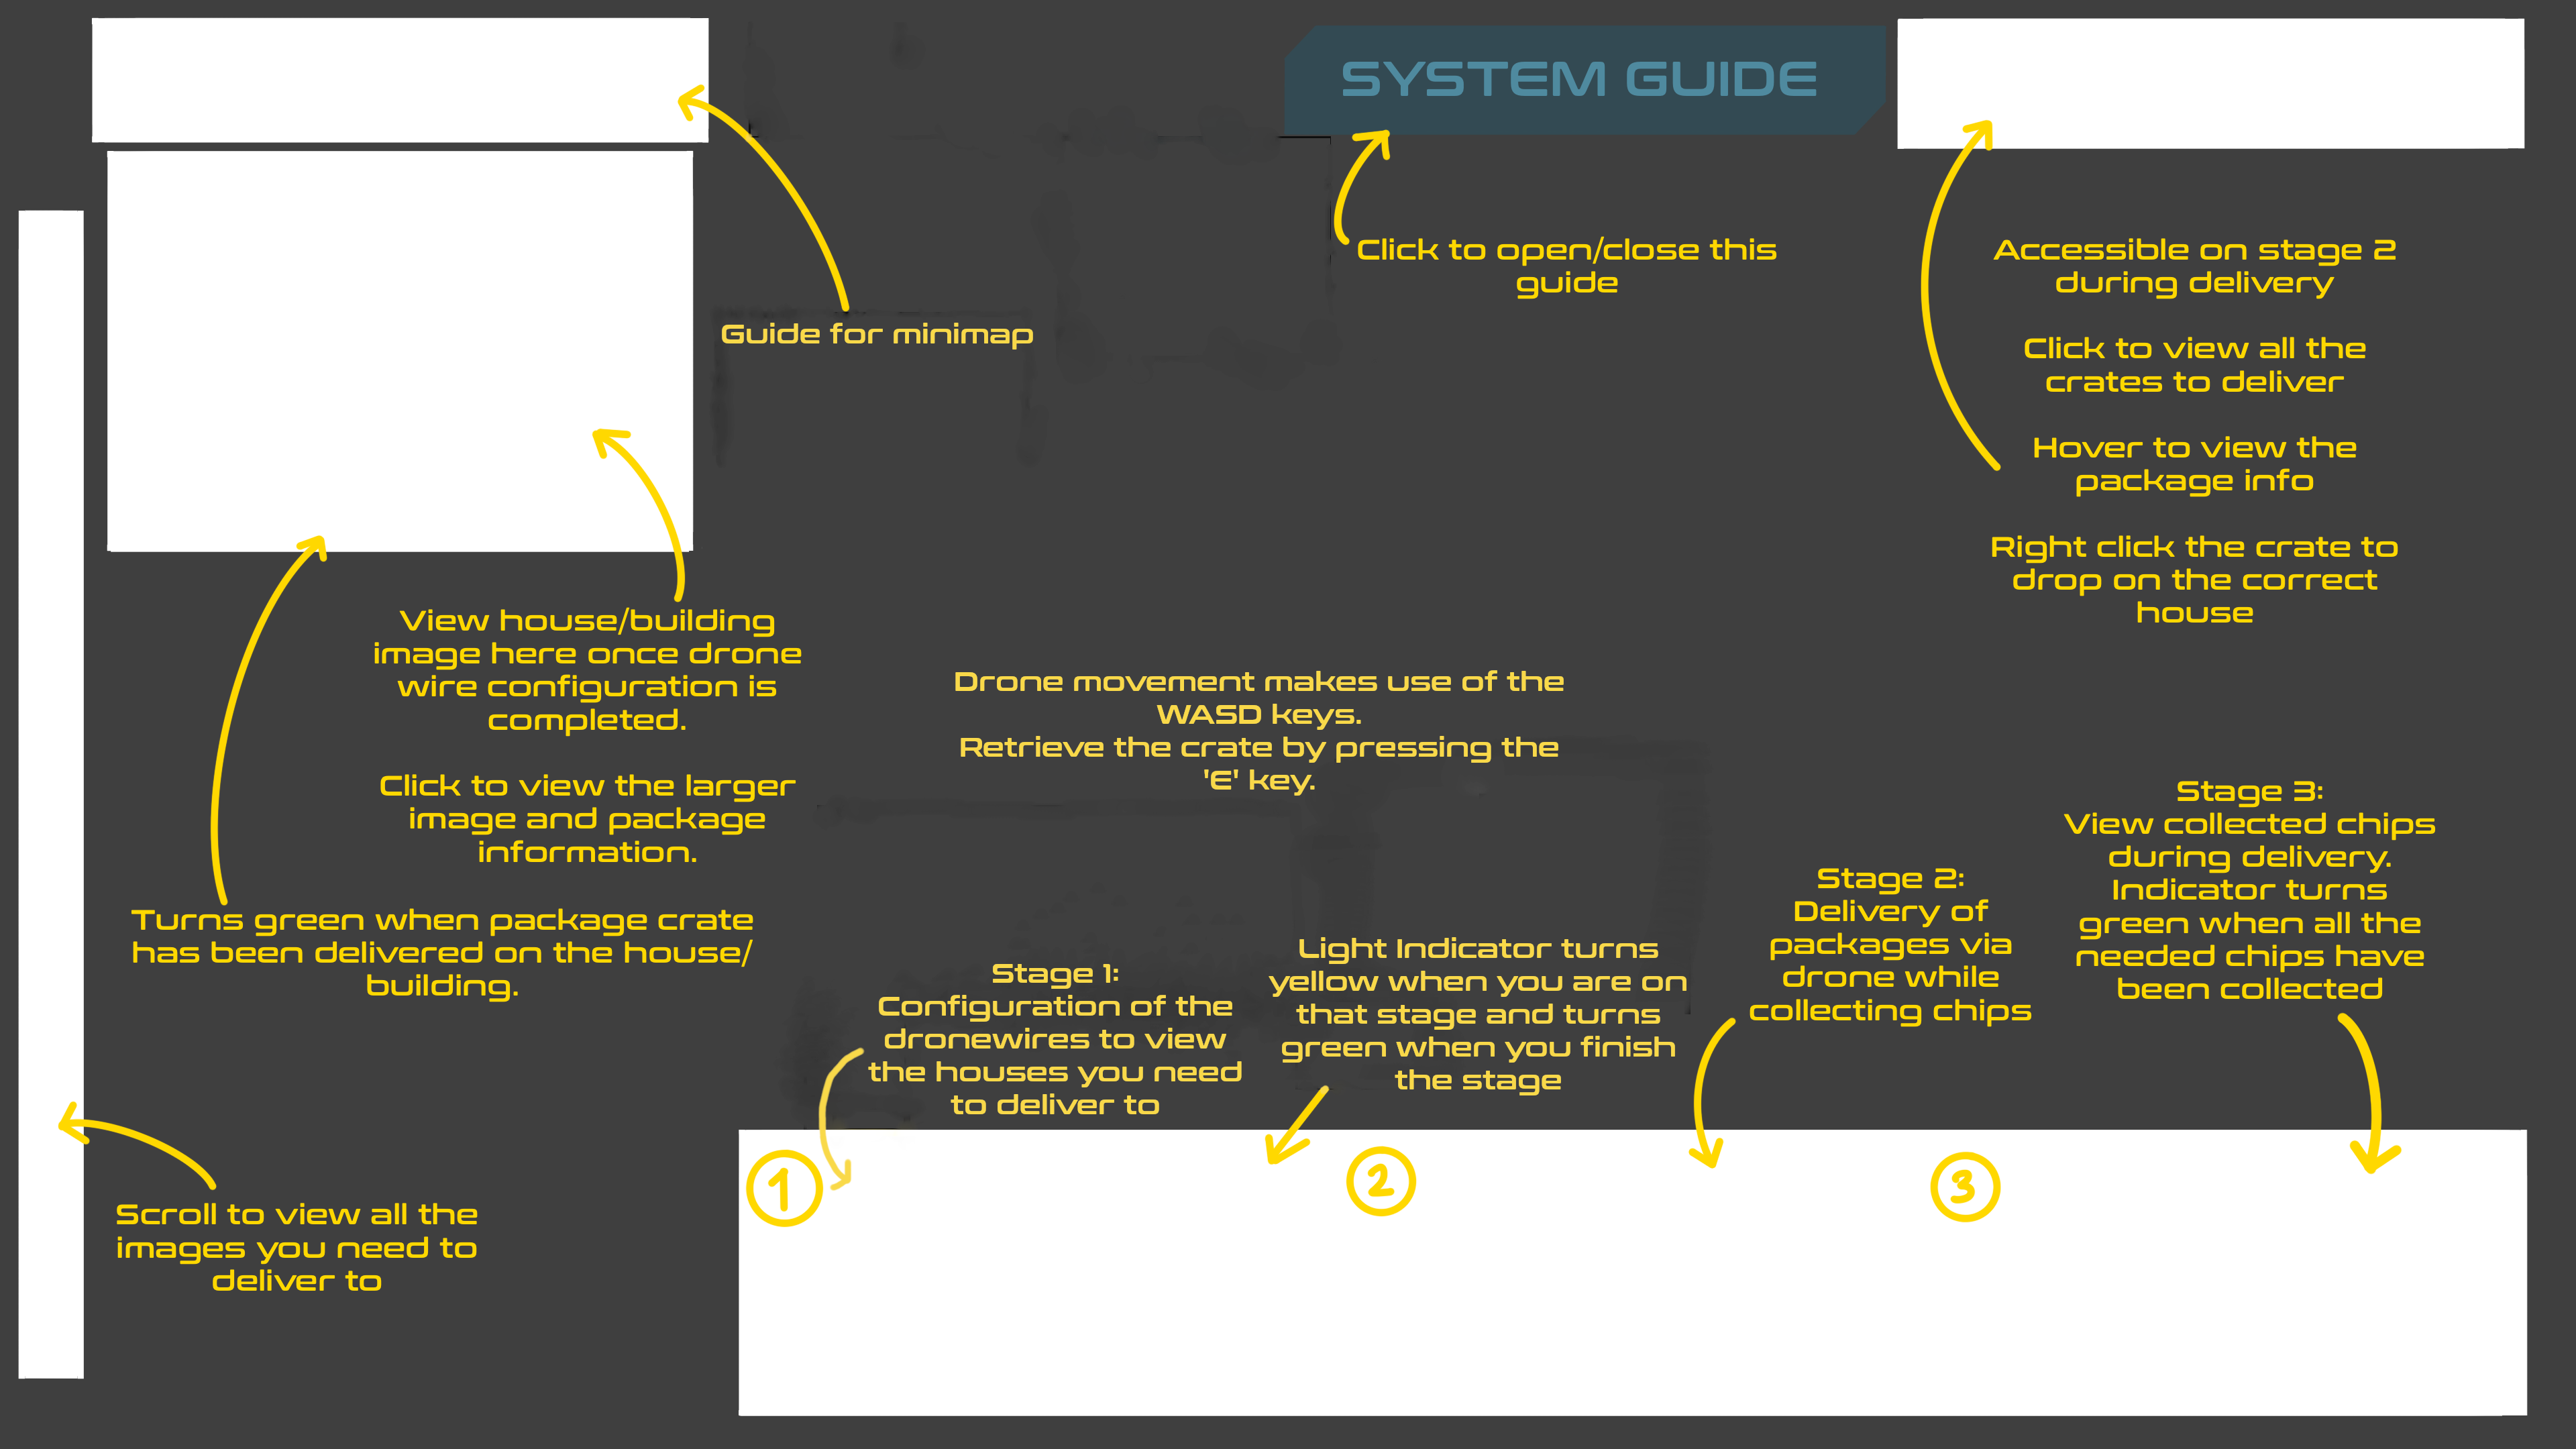 SYSTEM GUIDE
Click to open/close this
guide
Guide for minimap
Accessible on stage 2
during delivery
Click to view all the
crates to deliver
Hover to view the
package info
Right click the crate to
drop on the correct
house
View house/building
image here once drone
wire configuration is
completed.
Click to view the larger
image and package
information.
Turns green when package crate
has been delivered on the house/
building.
Drone movement makes use of the
WASD keys.
Retrieve the crate by pressing the
'E' key.
Stage 1:
Configuration of the
dronewires to view
the houses you need
to deliver to
Light Indicator turns
yellow when you are on
that stage and turns
green when you finish
the stage
Stage 2:
Delivery of
packages via
drone while
collecting chips
Stage 3:
View collected chips
during delivery.
Indicator turns
green when all the
needed chips have
been collected
1
2
3
Scroll to view all the
images you need to
deliver to